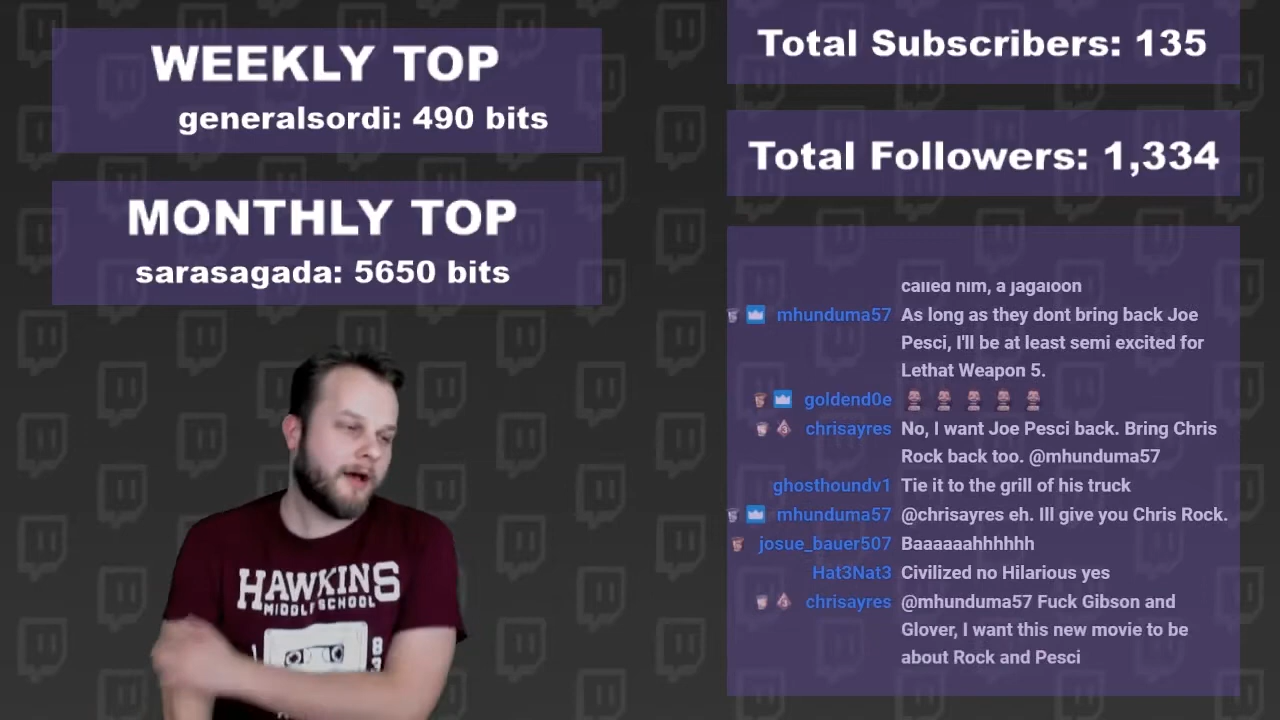 WEEKLY TOP
generalsordi: 490 bits
MONTHLY TOP
sarasagada: 5650 bits
Total Subscribers: 135
Total Followers: 1,334
called him, a jagaloon
mhunduma57 As long as they dont bring back Joe
Pesci, I'll be at least semi excited for
Lethat Weapon 5.
goldend0e
chrisayres No, I want Joe Pesci back. Bring Chris
Rock back too. @mhunduma57
ghosthoundv1 Tie it to the grill of his truck
mhunduma57 @chrisayres eh. Ill give you Chris Rock.
josue_bauer507 Baaaaaahhhhhh
Hat3Nat3 Civilized no Hilarious yes
chrisayres @mhunduma57 Fuck Gibson and
Glover, I want this new movie to be
about Rock and Pesci
HAWKINS
MIDDLE SCHOOL
8
3